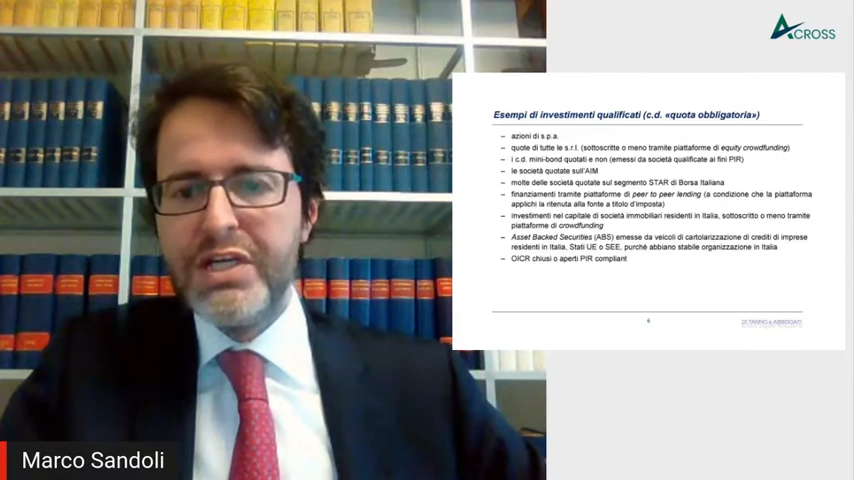 ACROSS
Esempi di investimenti qualificati (c.d. «quota obbligatoria»)
– azioni di s.p.a.
– quote di tutte le s.r.l. (sottoscritte o meno tramite piattaforme di equity crowdfunding)
– i c.d. mini-bond quotati e non (emessi da società qualificate ai fini PIR)
– le società quotate sull'AIM
– molte delle società quotate sul segmento STAR di Borsa Italiana
– finanziamenti tramite piattaforme di peer to peer lending (a condizione che la piattaforma
applichi la ritenuta alla fonte a titolo d'imposta)
– investimenti nel capitale di società immobiliari residenti in Italia, sottoscritto o meno tramite
piattaforme di crowdfunding
– Asset Backed Securities (ABS) emesse da veicoli di cartolarizzazione di crediti di imprese
residenti in Italia, Stati UE o SEE, purché abbiano stabile organizzazione in Italia
– OICR chiusi o aperti PIR compliant
6
DI TANNO e ASSOCIATI
Marco Sandoli